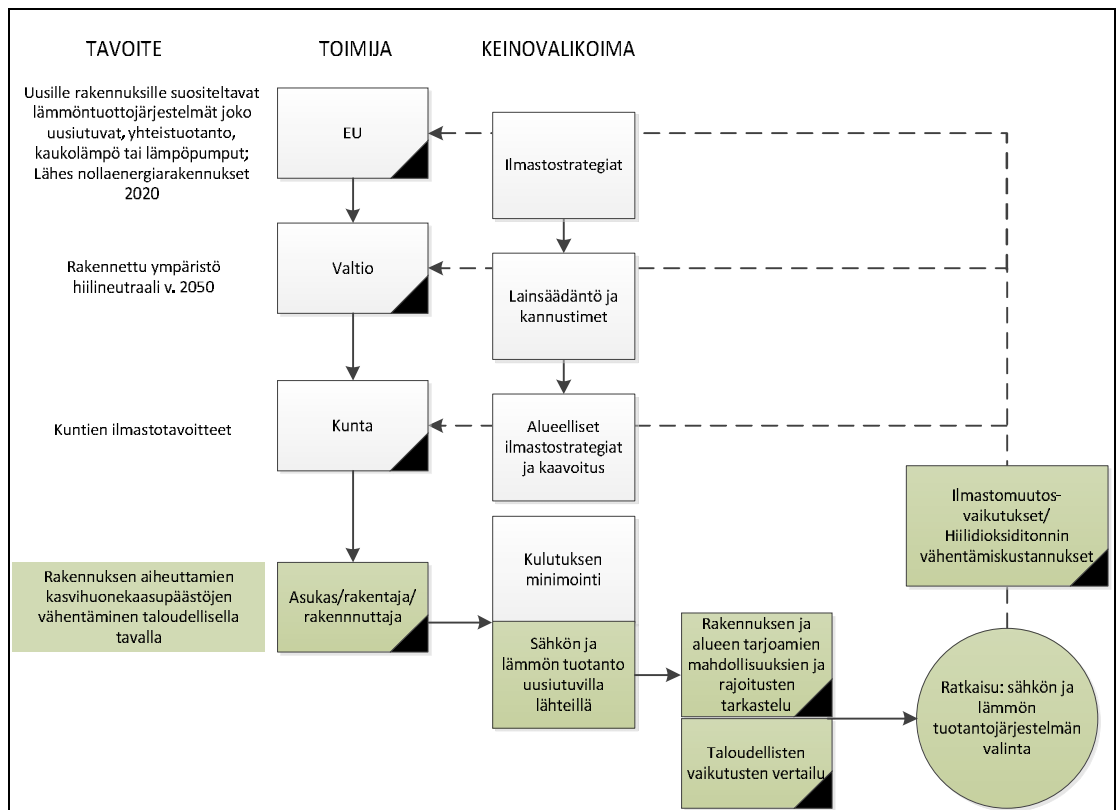 TAVOITE
TOIMIJA
KEINOVALIKOIMA
Uusille rakennuksille suositeltavat
lämmöntuottojärjestelmät joko
uusiutuvat, yhteistuotanto,
kaukolämpö tai lämpöpumput;
Lähes nollaenergiarakennukset
2020
EU
Ilmastostrategiat
Rakennettu ympäristö
hiilineutraali v. 2050
Valtio
Lainsäädäntö ja
kannustimet
Kuntien ilmastotavoitteet
Kunta
Alueelliset
ilmastostrategiat
ja kaavoitus
Ilmastomuutos-
vaikutukset/
Hiilidioksiditonnin
vähentämiskustannukset
Rakennuksen aiheuttamien
kasvihuonekaasupäästöjen
vähentäminen taloudellisella
tavalla
Asukas/rakentaja/
rakennnuttaja
Kulutuksen
minimointi
Sähkön ja
lämmön tuotanto
uusiutuvilla
lähteillä
Rakennuksen ja
alueen tarjoamien
mahdollisuuksien ja
rajoitusten
tarkastelu
Taloudellisten
vaikutusten vertailu
Ratkaisu: sähkön ja
lämmön
tuotantojärjestelmän
valinta